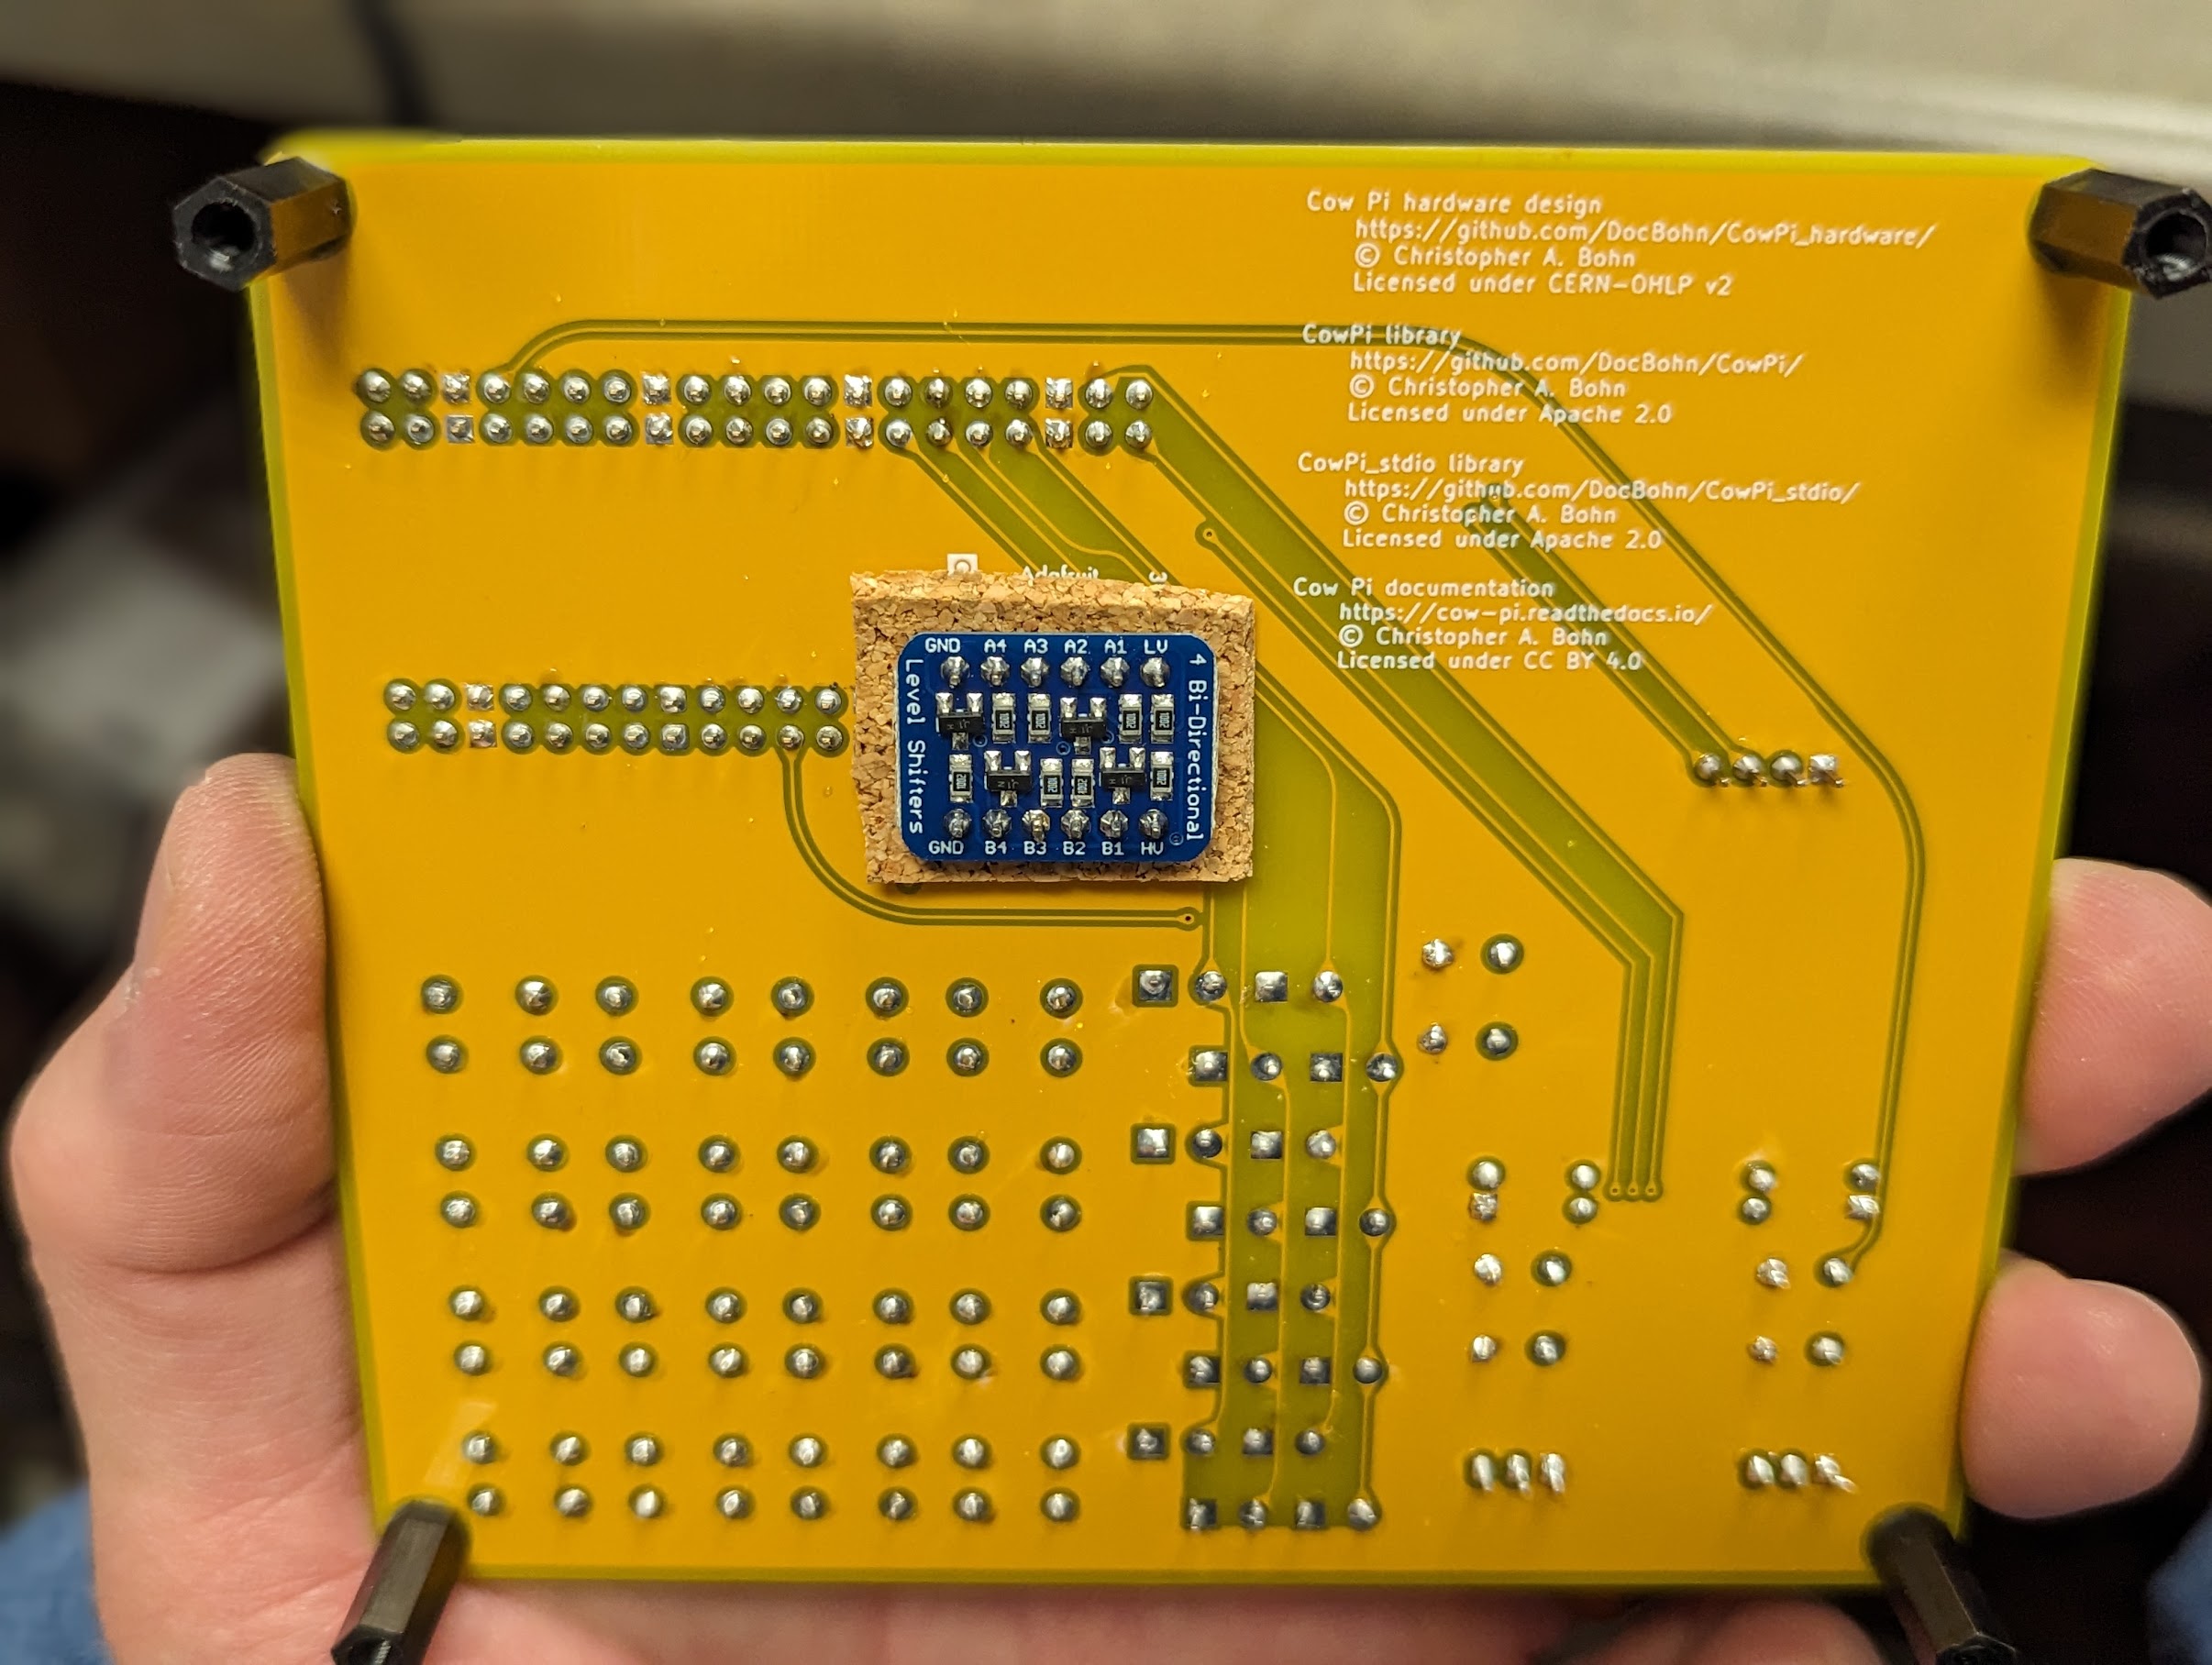 Cow Pi hardware design
https://github.com/DocBohn/CowPi_hardware/
© Christopher A. Bohn
Licensed under CERN-OHLP v2
CowPi library
https://github.com/DocBohn/CowPi/
© Christopher A. Bohn
Licensed under Apache 2.0
CowPi_stdio library
https://github.com/DocBohn/CowPi_stdio/
© Christopher A. Bohn
Licensed under Apache 2.0
Cow Pi documentation
https://cow-pi.readthedocs.io/
© Christopher A. Bohn
Licensed under CC BY 4.0
Adafruit
3
GND A4 A3 A2 A1 LV
4 Bi-Directional
Level Shifters
GND B4 B3 B2 B1 HV